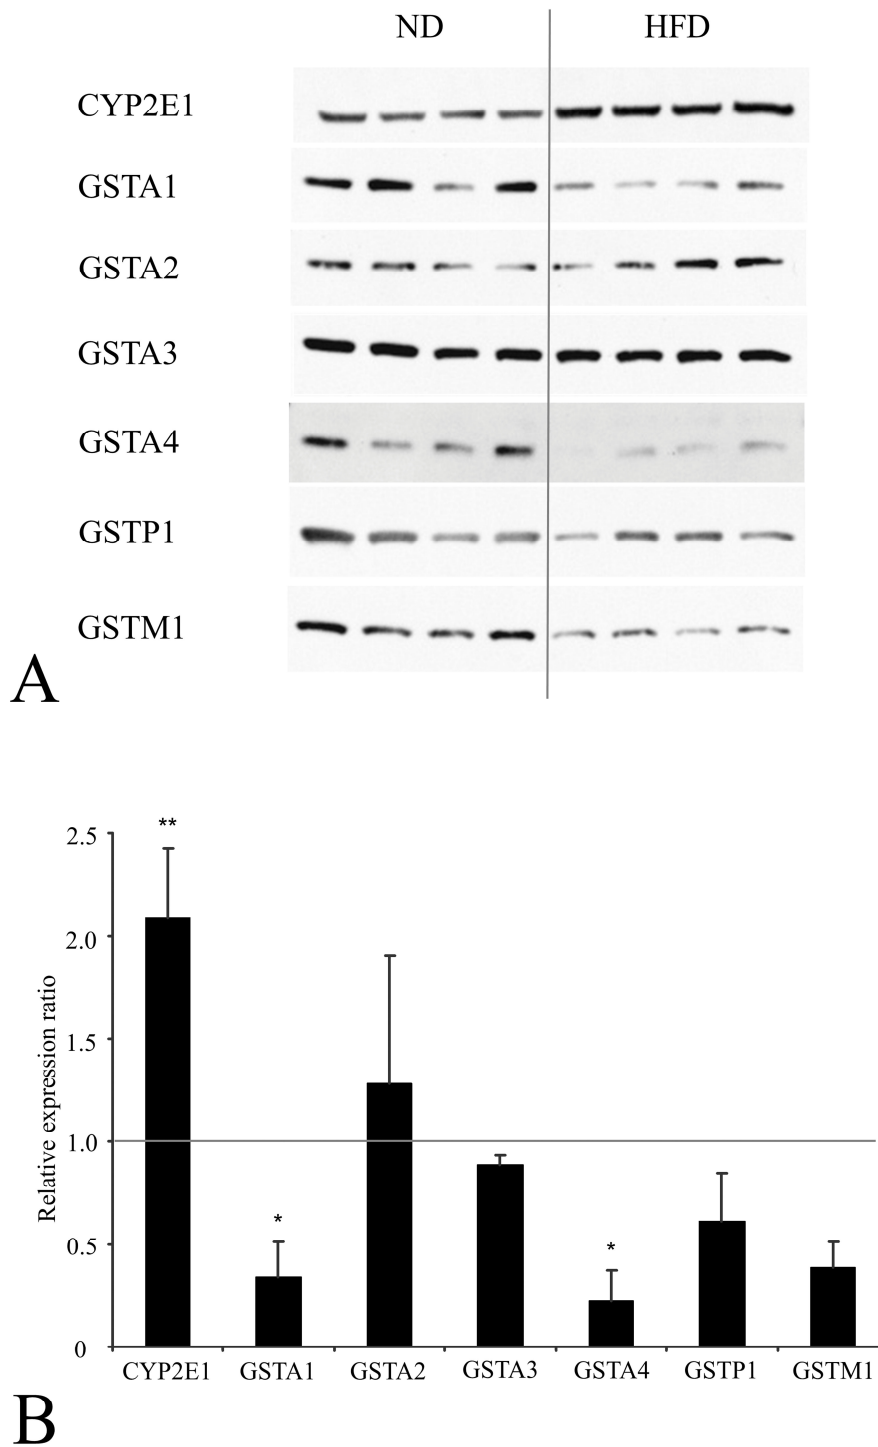 ND HFD
CYP2E1
GSTA1
GSTA2
GSTA3
GSTA4
GSTP1
GSTM1
A
**
2.5
2.0
1.5
1.0
0.5
0
Relative expression ratio
*
*
CYP2E1 GSTA1 GSTA2 GSTA3 GSTA4 GSTP1 GSTM1
B